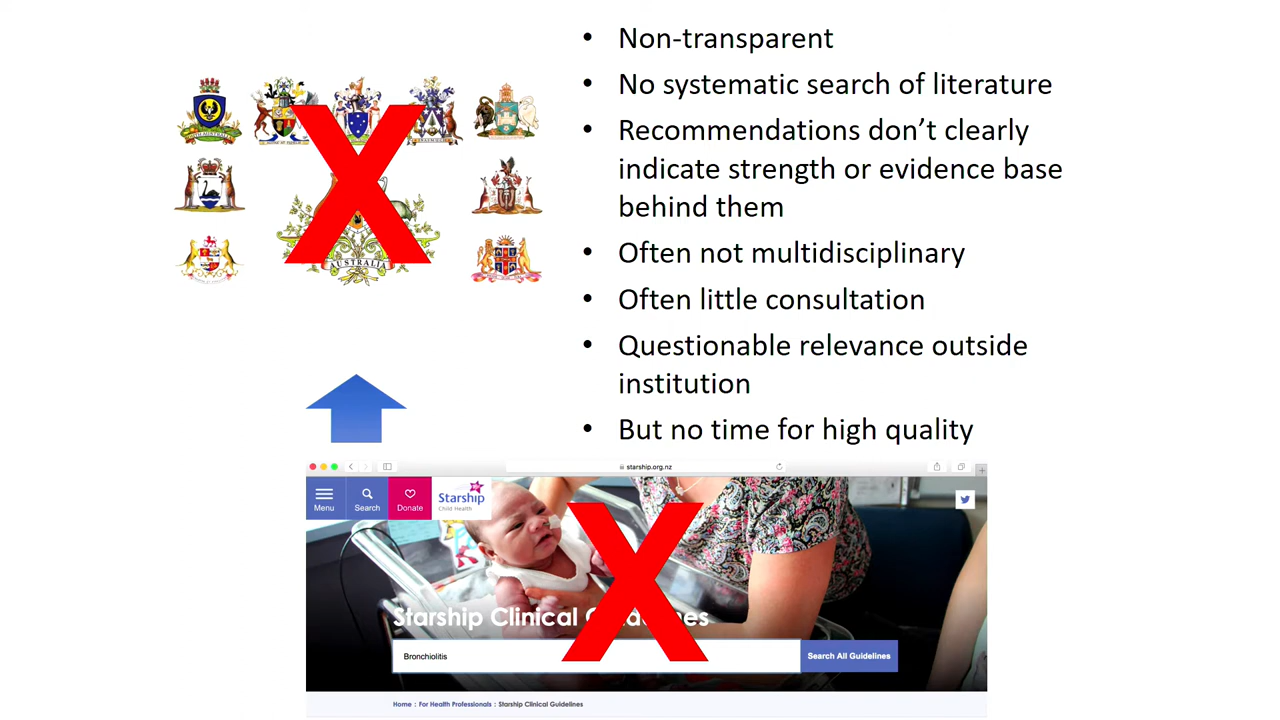 • Non-transparent
• No systematic search of literature
• Recommendations don’t clearly
indicate strength or evidence base
behind them
• Often not multidisciplinary
• Often little consultation
• Questionable relevance outside
institution
• But no time for high quality
AUSTRALIA
starship.org.nz
Menu
Search
Donate
Starship
Child Health
Starship Clinical Guidelines
Bronchiolitis
Search All Guidelines
Home : For Health Professionals : Starship Clinical Guidelines